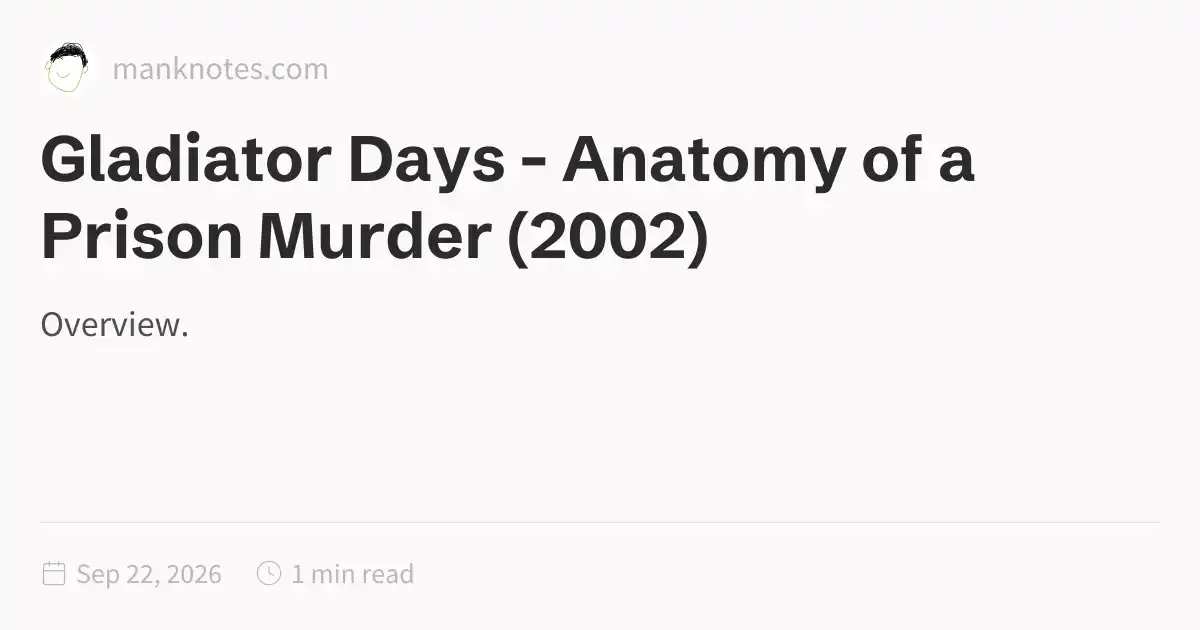 manknotes.com
Gladiator Days - Anatomy of a
Prison Murder (2002)
Overview.
Sep 22, 2026
1 min read